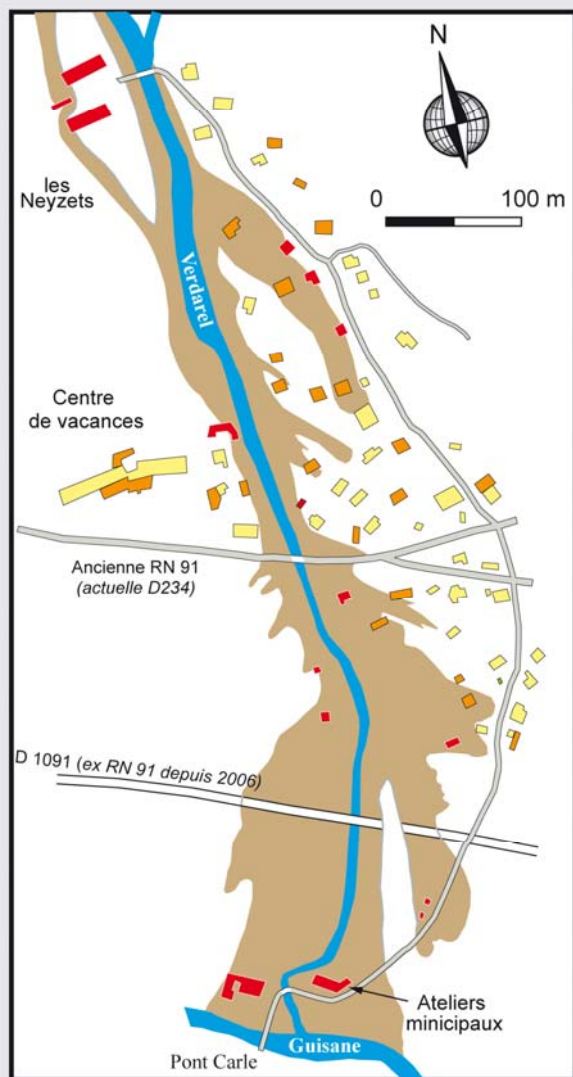 N
0 100 m
les
Neyzets
Verdarel
Centre
de vacances
Ancienne RN 91
(actuelle D234)
D 1091 (ex RN 91 depuis 2006)
Ateliers
minicipaux
Guisane
Pont Carle